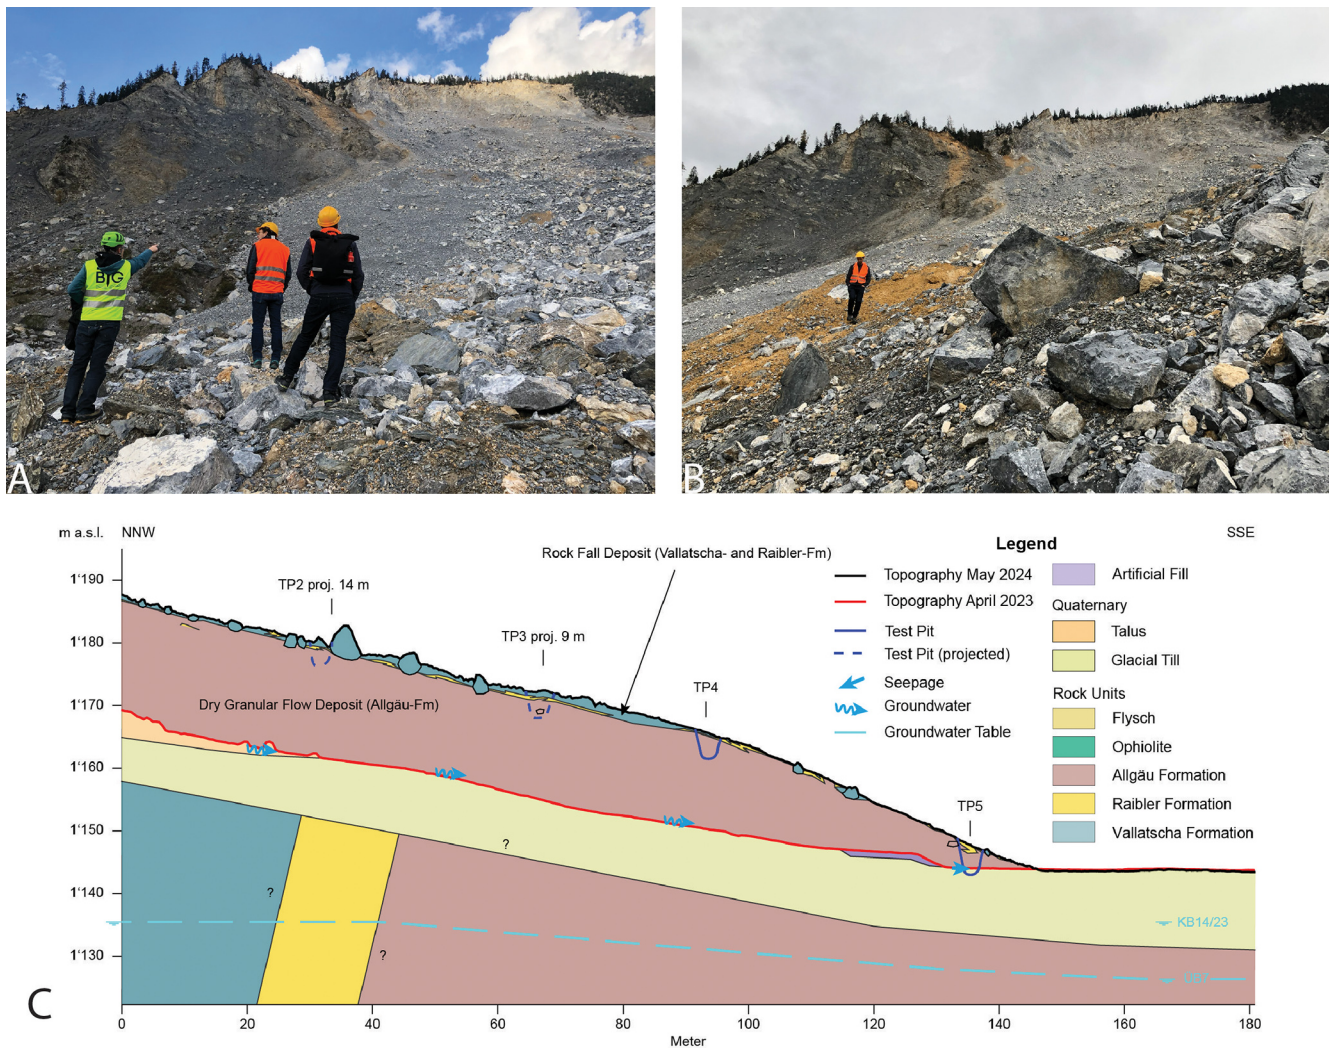 BTG
A
B
m a.s.l.
NNW
SSE
Rock Fall Deposit (Vallatscha- and Raibler-Fm)
Legend
1'190
TP2 proj. 14 m
Topography May 2024
Artificial Fill
Topography April 2023
Quaternary
1'180
TP3 proj. 9 m
Test Pit
Talus
Test Pit (projected)
Glacial Till
TP4
Seepage
Rock Units
1'170
Dry Granular Flow Deposit (Allgäu-Fm)
Groundwater
Flysch
Groundwater Table
Ophiolite
1'160
Allgäu Formation
TP5
Raibler Formation
1'150
Vallatscha Formation
?
1'140
?
KB14/23
?
1'130
C
0
20
40
60
80
100
120
140
160
180
Meter